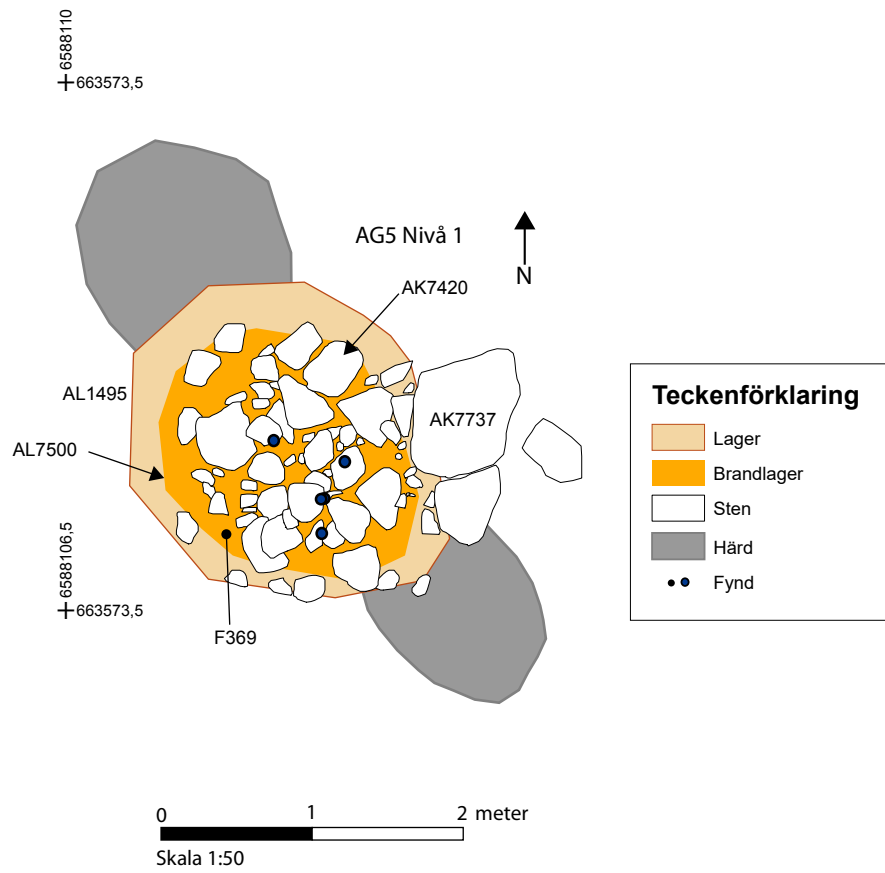 6588110
663573,5
AG5 Nivå 1
N
AK7420
AL1495
AK7737
AL7500
6588106,5
663573,5
F369
Teckenförklaring
Lager
Brandlager
Sten
Härd
Fynd
0 1 2 meter
Skala 1:50